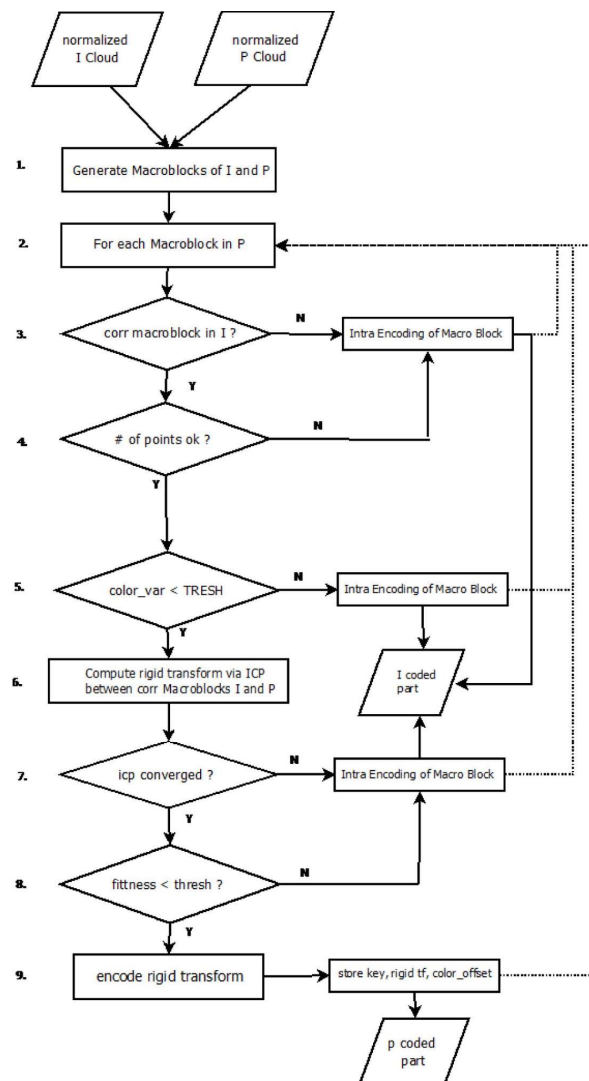 normalized
I Cloud
normalized
P Cloud
1.
Generate Macroblocks of I and P
2.
For each Macroblock in P
3.
corr macroblock in I ?
N
Intra Encoding of Macro Block
Y
4.
# of points ok ?
N
Y
5.
color_var < TRESH
N
Intra Encoding of Macro Block
Y
6.
Compute rigid transform via ICP
between corr Macroblocks I and P
I coded
part
7.
icp converged ?
N
Intra Encoding of Macro Block
Y
8.
fittness < thresh ?
N
Y
9.
encode rigid transform
store key, rigid tf, color_offset
p coded
part